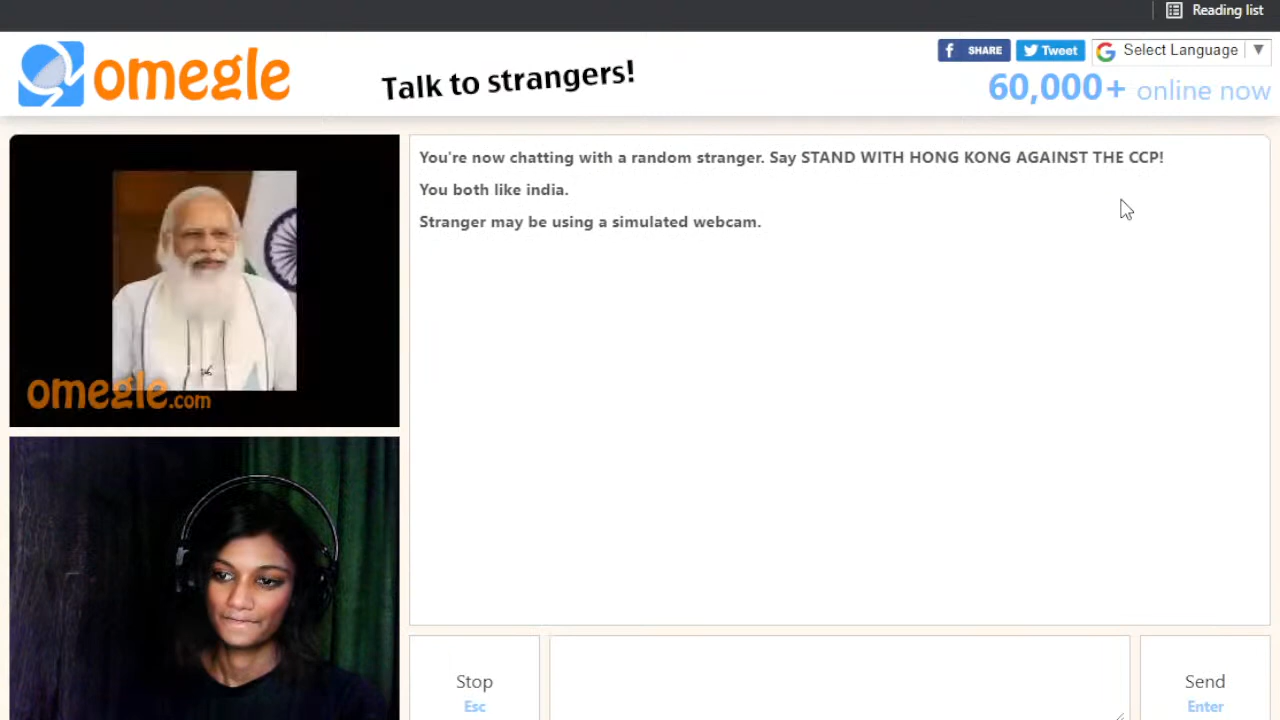 Reading list
omegle
Talk to strangers!
SHARE
Tweet
Select Language
60,000+ online now
You're now chatting with a random stranger. Say STAND WITH HONG KONG AGAINST THE CCP!
You both like india.
Stranger may be using a simulated webcam.
omegle.com
Stop
Esc
Send
Enter